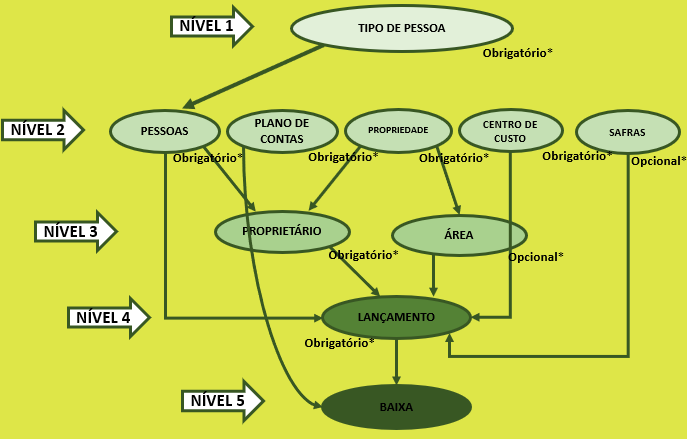 NÍVEL 1
TIPO DE PESSOA
Obrigatório*
NÍVEL 2
PESSOAS
Obrigatório*
PLANO DE
CONTAS
Obrigatório*
PROPRIEDADE
Obrigatório*
CENTRO DE
CUSTO
Obrigatório*
SAFRAS
Opcional*
NÍVEL 3
PROPRIETÁRIO
Obrigatório*
ÁREA
Opcional*
NÍVEL 4
LANÇAMENTO
Obrigatório*
NÍVEL 5
BAIXA